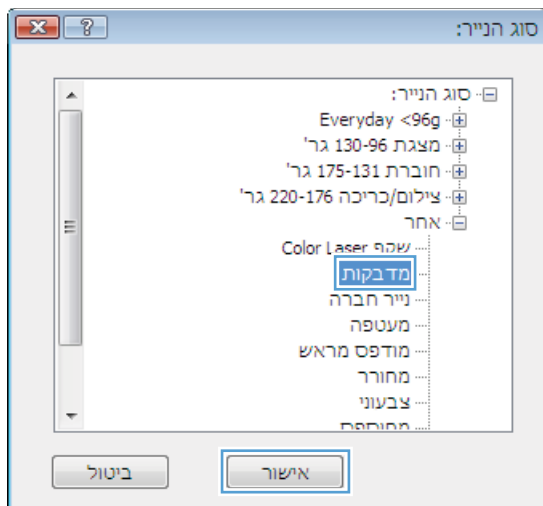 סוג הנייר:
סוג הנייר:
Everyday <96g
מצגת 130-96 גר'
חוברת 175-131 גר'
צילום/כריכה 220-176 גר'
אחר
שקף Color Laser
מדבקות
נייר חברה
מעטפה
מודפס מראש
מחורר
צבעוני
מחוספס
אישור
ביטול